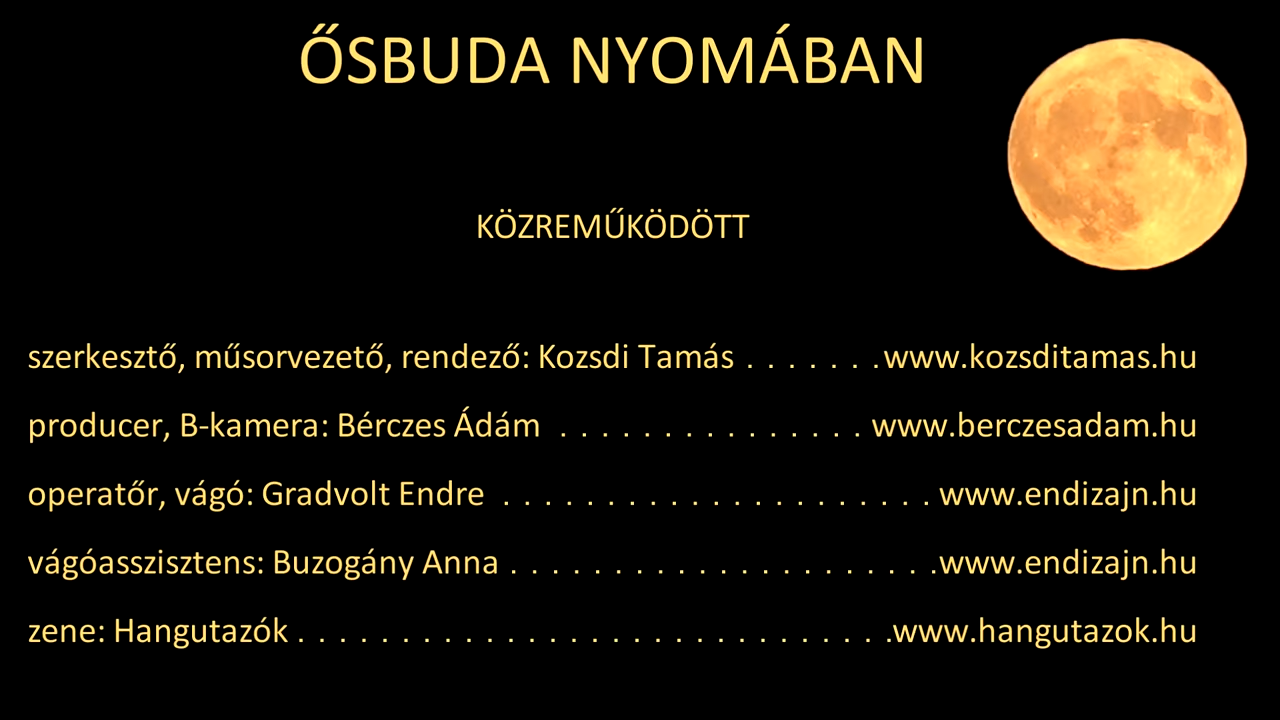 ŐSBUDA NYOMÁBAN
KÖZREMŰKÖDÖTT
szerkesztő, műsorvezető, rendező: Kozsdi Tamás . . . . . . . www.kozsditamas.hu
producer, B-kamera: Bérczes Ádám . . . . . . . . . . . . . . . www.berczesadam.hu
operatőr, vágó: Gradvolt Endre . . . . . . . . . . . . . . . . . . . . . www.endizajn.hu
vágóasszisztens: Buzogány Anna . . . . . . . . . . . . . . . . . . . . . www.endizajn.hu
zene: Hangutazók . . . . . . . . . . . . . . . . . . . . . . . . . . . . . www.hangutazok.hu